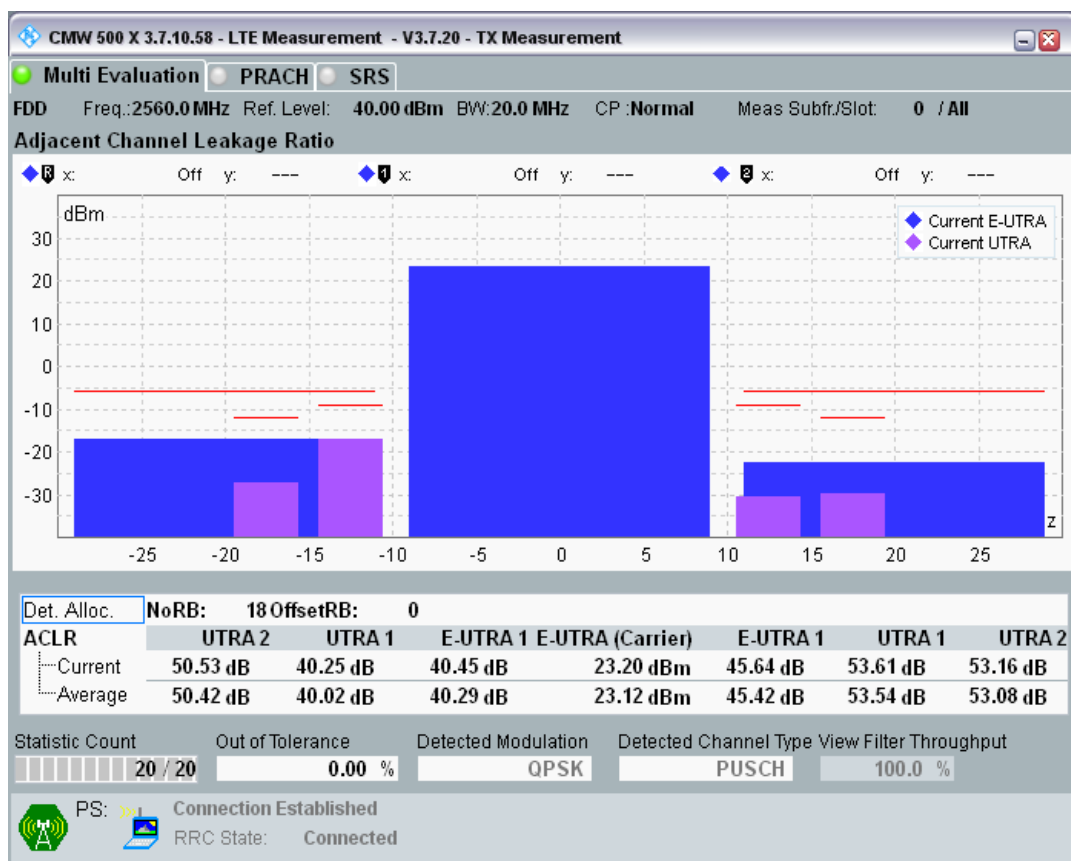 CMW 500 X 3.7.10.58 - LTE Measurement - V3.7.20 - TX Measurement
Multi Evaluation PRACH SRS
FDD Freq.:2560.0 MHz Ref. Level: 40.00 dBm BW:20.0 MHz CP :Normal Meas Subfr./Slot: 0 / All
Adjacent Channel Leakage Ratio
R x: Off y: --- 1 x: Off y: --- 2 x: Off y: ---
dBm
Current E-UTRA
Current UTRA
30
20
10
0
-10
-20
-30
z
-25 -20 -15 -10 -5 0 5 10 15 20 25
Det. Alloc. NoRB: 18 OffsetRB: 0
ACLR UTRA 2 UTRA 1 E-UTRA 1 E-UTRA (Carrier) E-UTRA 1 UTRA 1 UTRA 2
Current 50.53 dB 40.25 dB 40.45 dB 23.20 dBm 45.64 dB 53.61 dB 53.16 dB
Average 50.42 dB 40.02 dB 40.29 dB 23.12 dBm 45.42 dB 53.54 dB 53.08 dB
Statistic Count Out of Tolerance Detected Modulation Detected Channel Type View Filter Throughput
20 / 20 0.00 % QPSK PUSCH 100.0 %
PS: Connection Established
RRC State: Connected